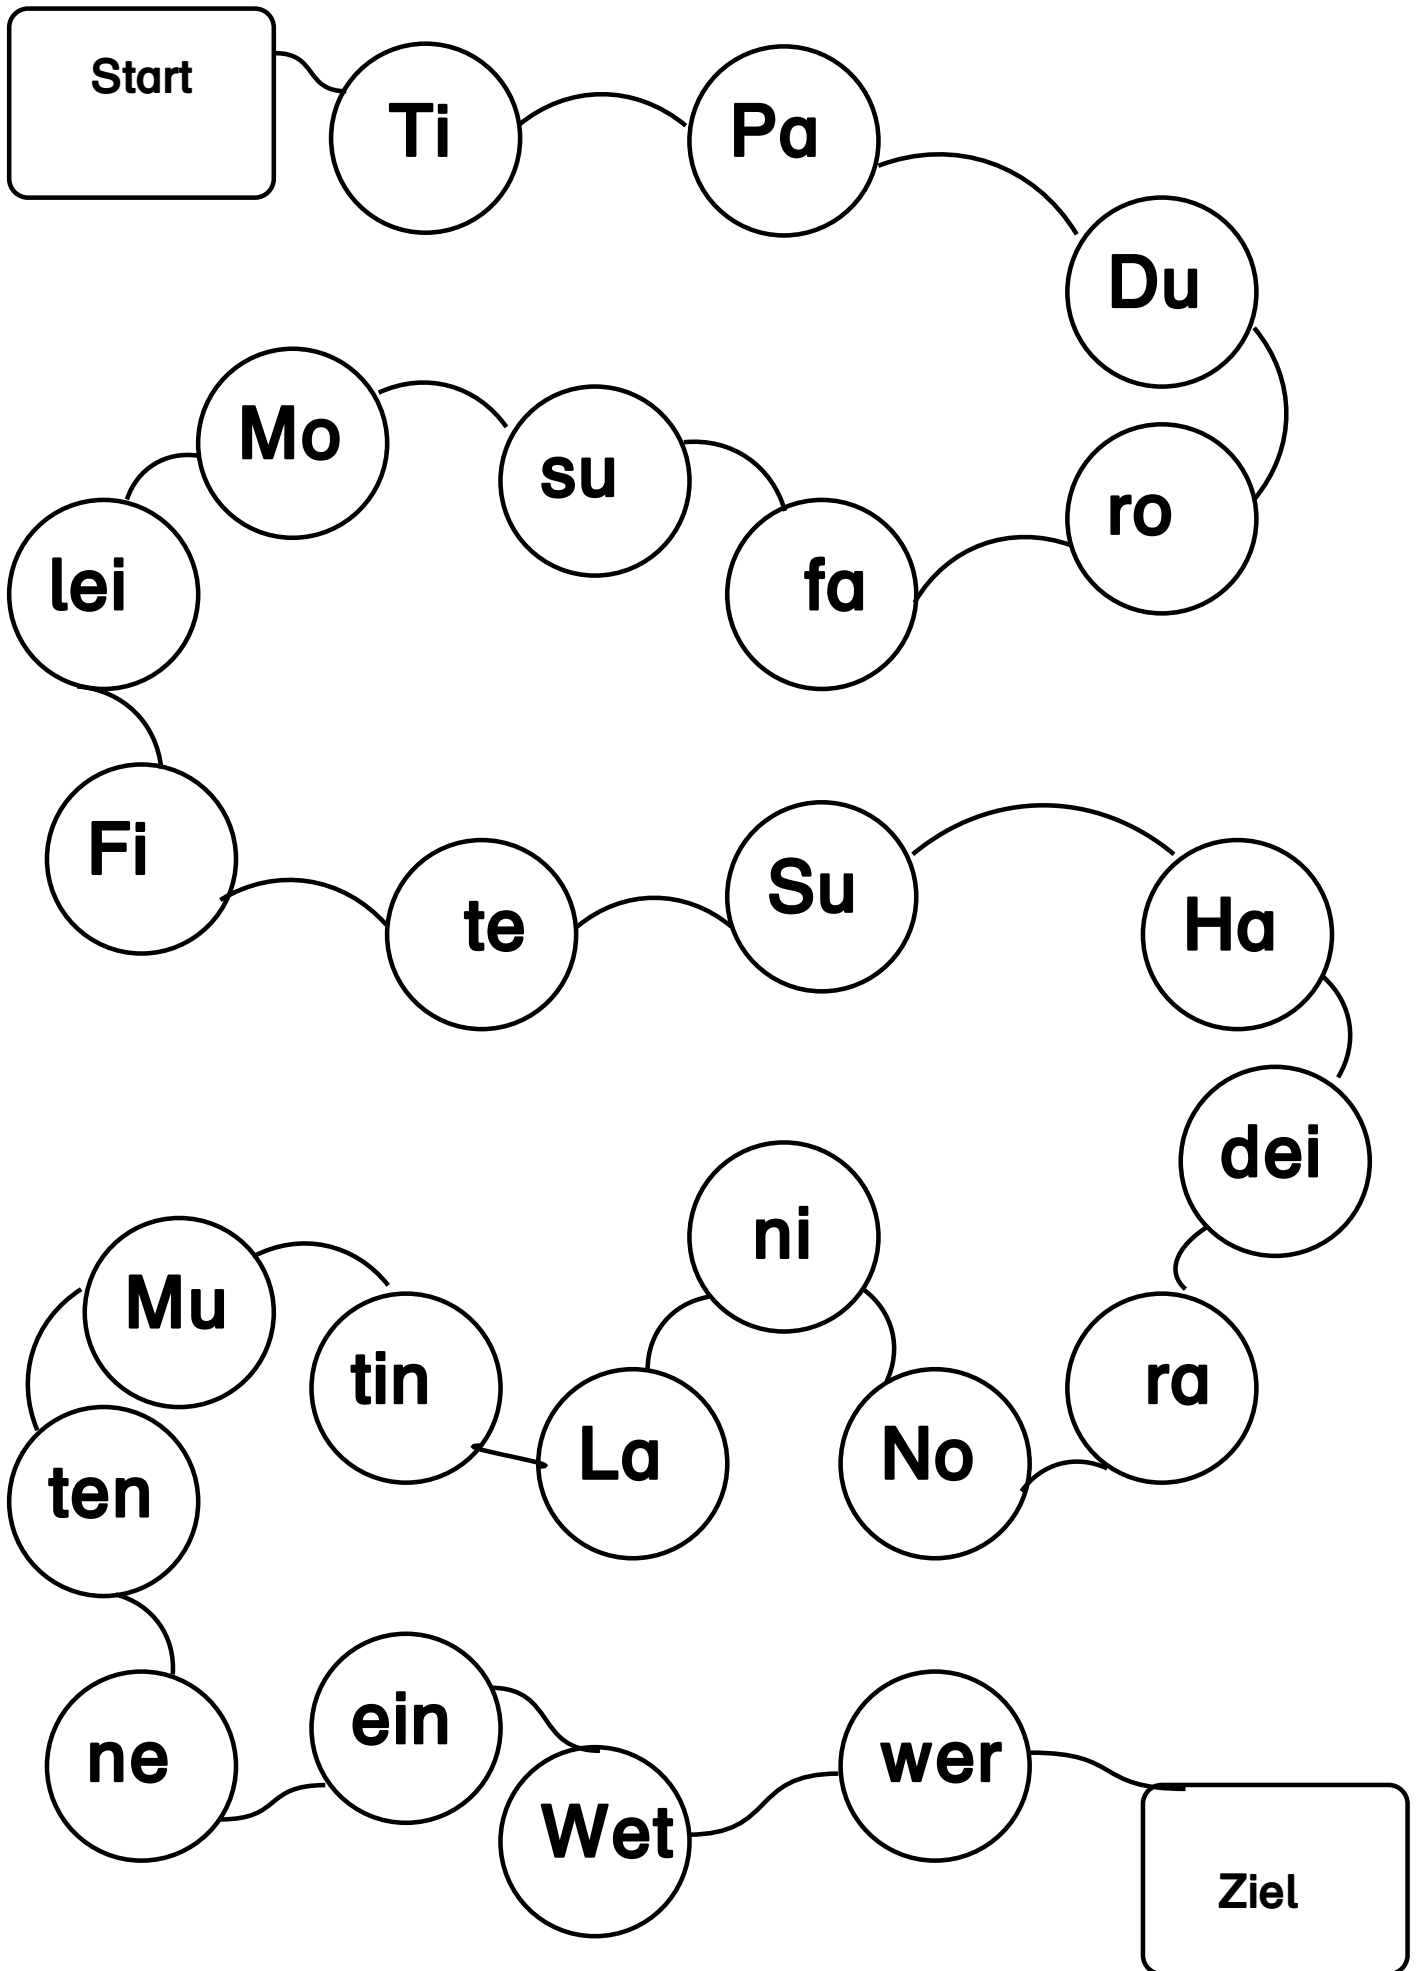 Start
Ti
Pa
Du
ro
fa
su
Mo
lei
Fi
te
Su
Ha
dei
ra
No
ni
La
tin
Mu
ten
ne
ein
Wet
wer
Ziel